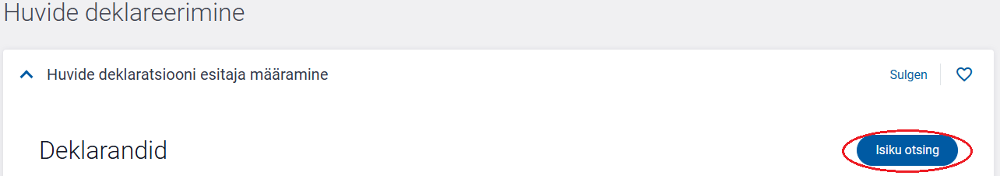 Huvide deklareerimine
Huvide deklaratsiooni esitaja määramine
Sulgen
Deklarandid
Isiku otsing